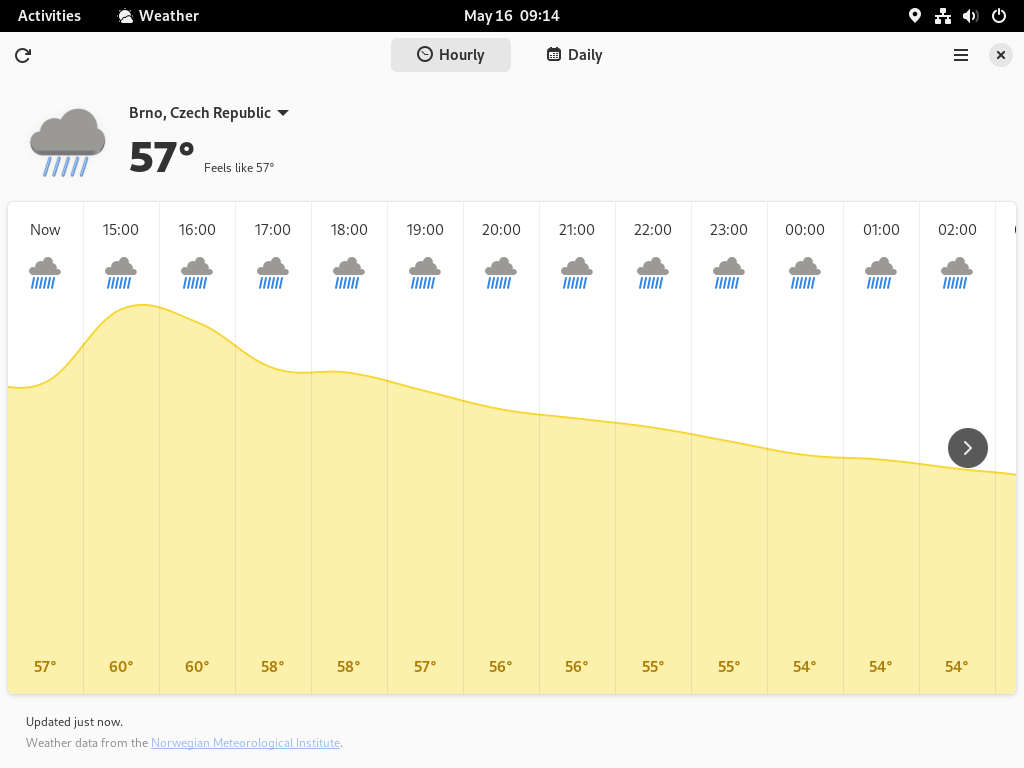 Activities Weather May 16 09:14
Hourly Daily
Brno, Czech Republic
57° Feels like 57°
Now 15:00 16:00 17:00 18:00 19:00 20:00 21:00 22:00 23:00 00:00 01:00 02:00
57° 60° 60° 58° 58° 57° 56° 56° 55° 55° 54° 54° 54°
Updated just now.
Weather data from the Norwegian Meteorological Institute.